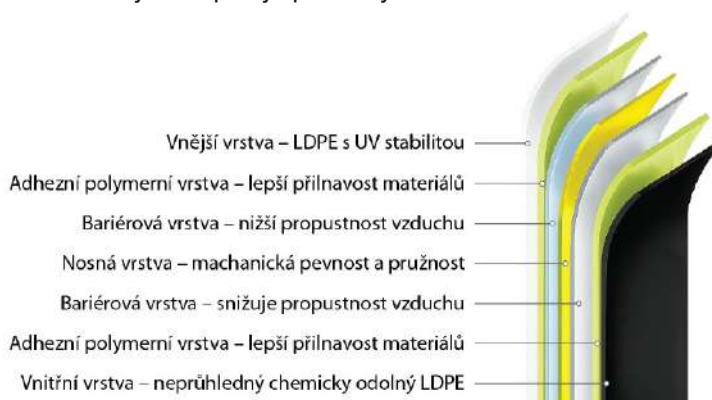 Vnější vrstva – LDPE s UV stabilitou
Adhezní polymerní vrstva – lepší přilnavost materiálů
Bariérová vrstva – nižší propustnost vzduchu
Nosná vrstva – machanická pevnost a pružnost
Bariérová vrstva – snižuje propustnost vzduchu
Adhezní polymerní vrstva – lepší přilnavost materiálů
Vnitřní vrstva – neprůhledný chemicky odolný LDPE